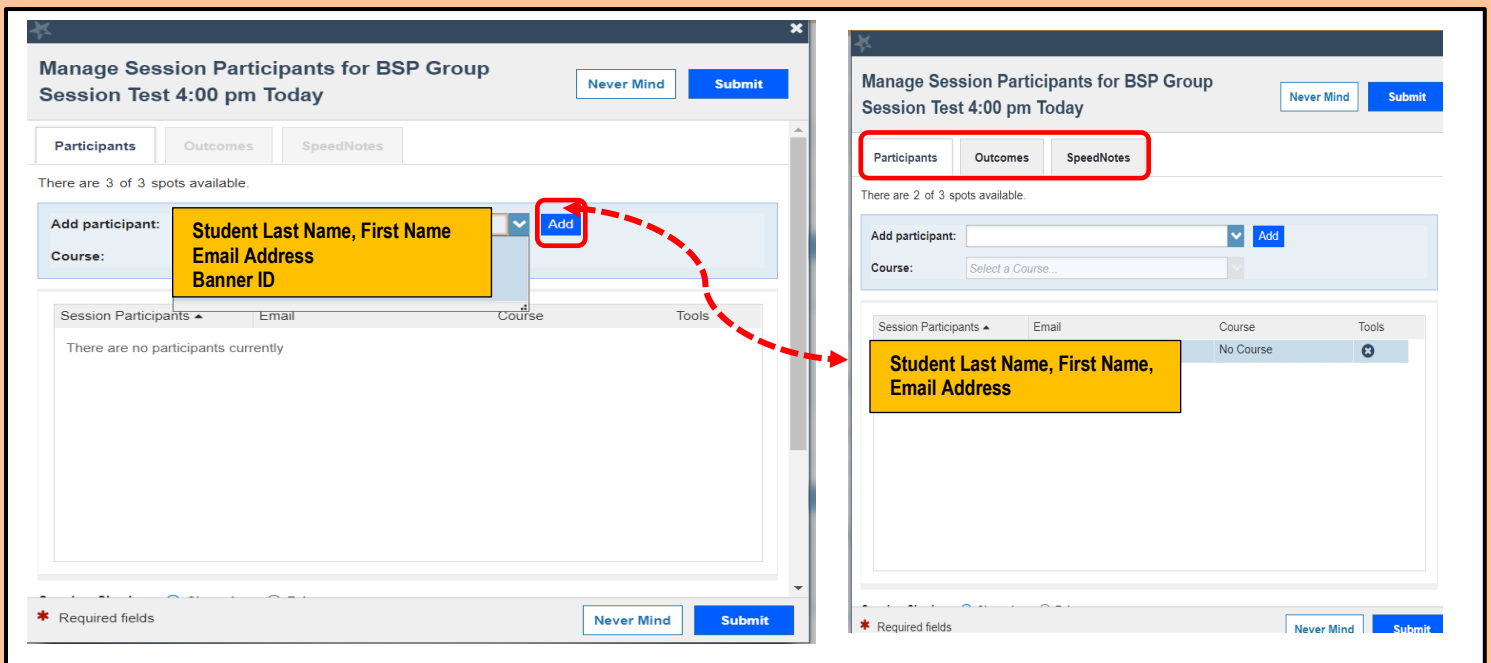 Manage Session Participants for BSP Group
Session Test 4:00 pm Today
Never Mind
Submit
Participants
Outcomes
SpeedNotes
There are 3 of 3 spots available.
Add participant:
Student Last Name, First Name
Email Address
Banner ID
Add
Course:
Session Participants
Email
Course
Tools
There are no participants currently
* Required fields
Never Mind
Submit
Manage Session Participants for BSP Group
Session Test 4:00 pm Today
Never Mind
Submit
Participants
Outcomes
SpeedNotes
There are 2 of 3 spots available.
Add participant:
Add
Course:
Select a Course...
Session Participants
Email
Course
Tools
Student Last Name, First Name,
Email Address
No Course
* Required fields
Never Mind
Submit